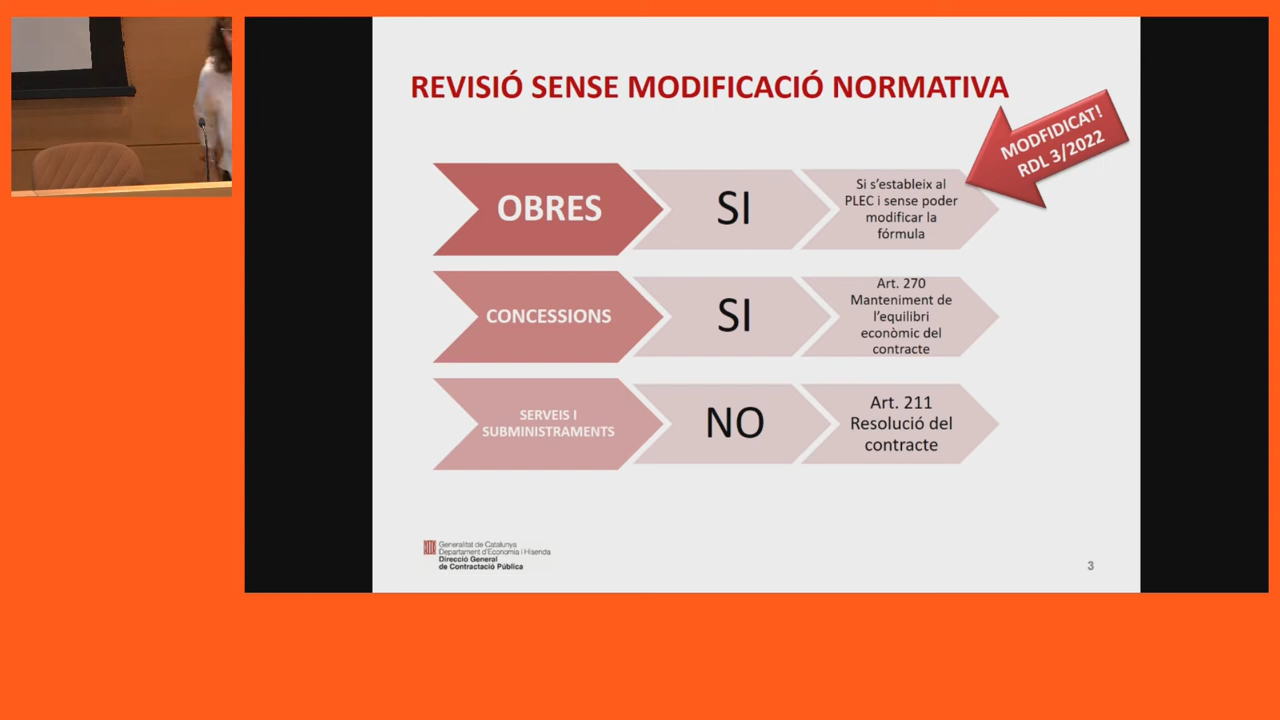 REVISIÓ SENSE MODIFICACIÓ NORMATIVA
MODFIDICAT!
RDL 3/2022
OBRES
SI
Si s'estableix al
PLEC i sense poder
modificar la
fórmula
CONCESSIONS
SI
Art. 270
Manteniment de
l'equilibri
econòmic del
contracte
SERVEIS I
SUBMINISTRAMENTS
NO
Art. 211
Resolució del
contracte
Generalitat de Catalunya
Departament d'Economia i Hisenda
Direcció General
de Contractació Pública
3